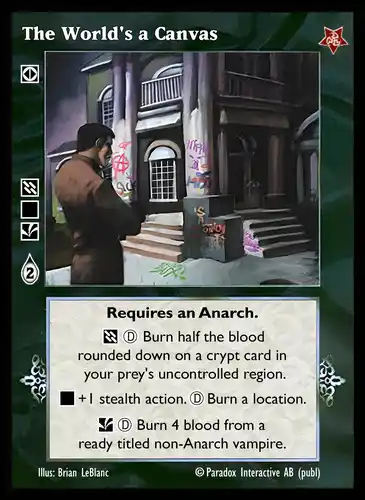 The World's a Canvas
2
Requires an Anarch.
Ⓓ Burn half the blood
rounded down on a crypt card in
your prey's uncontrolled region.
+1 stealth action. Ⓓ Burn a location.
Ⓓ Burn 4 blood from a
ready titled non-Anarch vampire.
Illus: Brian LeBlanc © Paradox Interactive AB (publ)